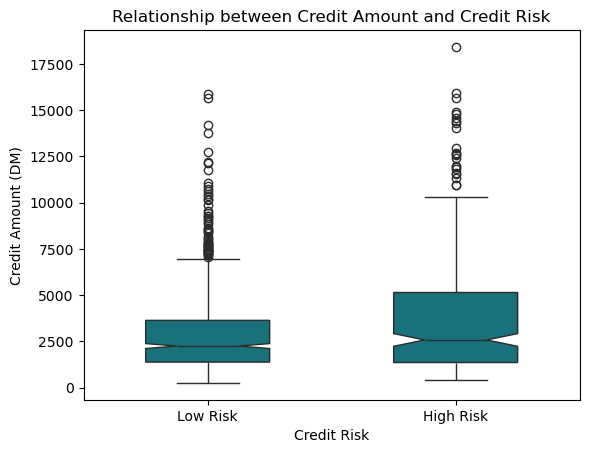 Relationship between Credit Amount and Credit Risk
17500
15000
12500
10000
7500
5000
2500
0
Credit Amount (DM)
Low Risk High Risk
Credit Risk